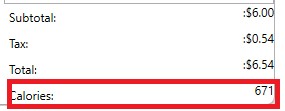 Subtotal: :$6.00
Tax: :$0.54
Total: :$6.54
Calories: 671